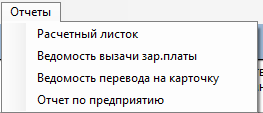 Отчеты
Расчетный листок
Ведомость вызачи зар.платы
Ведомость перевода на карточку
Отчет по предприятию